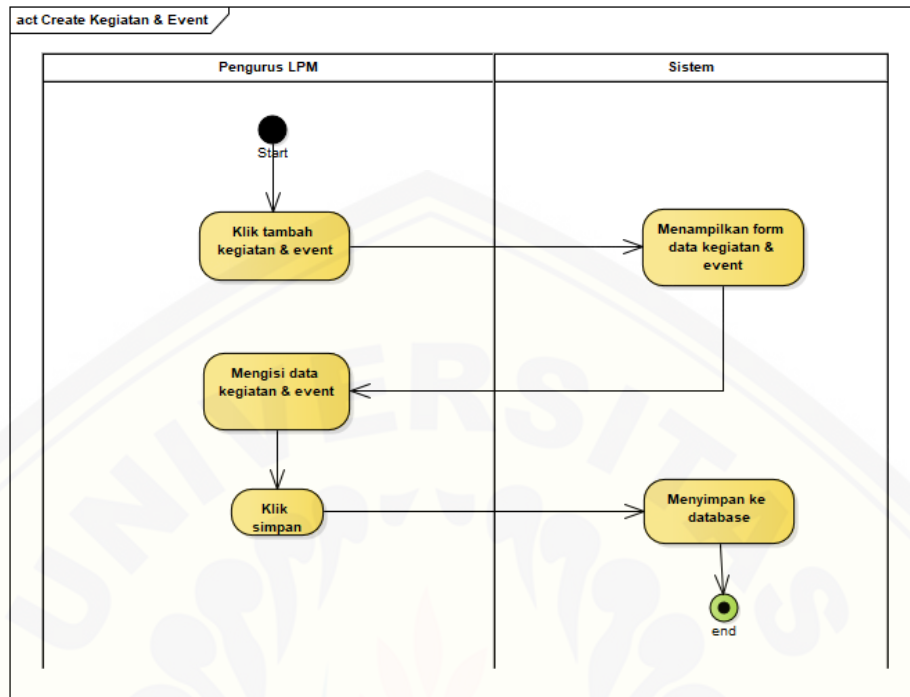 act Create Kegiatan & Event
Pengurus LPM
Sistem
Start
Klik tambah
kegiatan & event
Menampilkan form
data kegiatan &
event
Mengisi data
kegiatan & event
Klik
simpan
Menyimpan ke
database
end
UNIVERSITAS